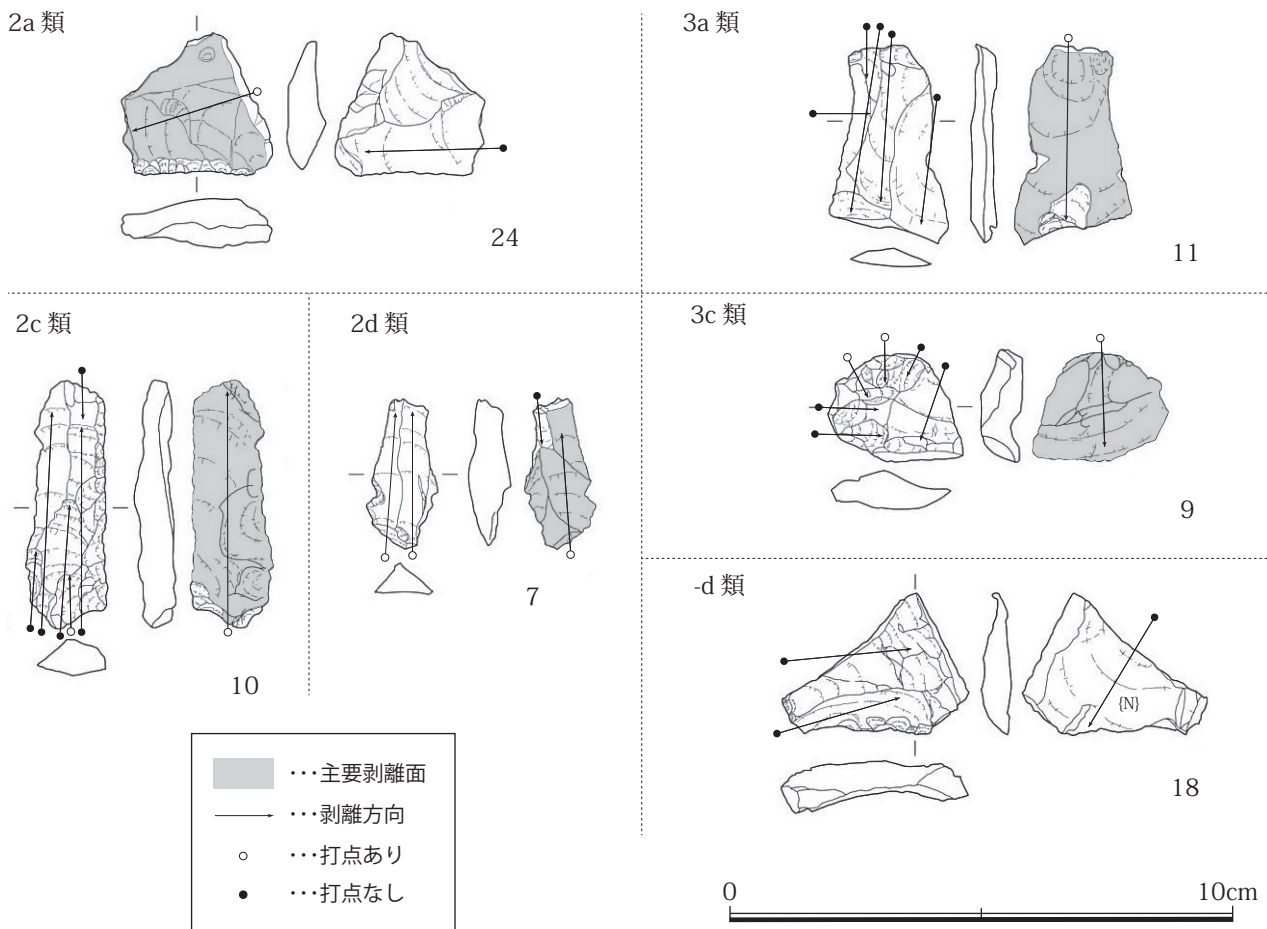 2a 類
24
3a 類
11
2c 類
10
2d 類
7
3c 類
9
-d 類
{N}
18
･･･主要剥離面
･･･剥離方向
･･･打点あり
･･･打点なし
0
10cm